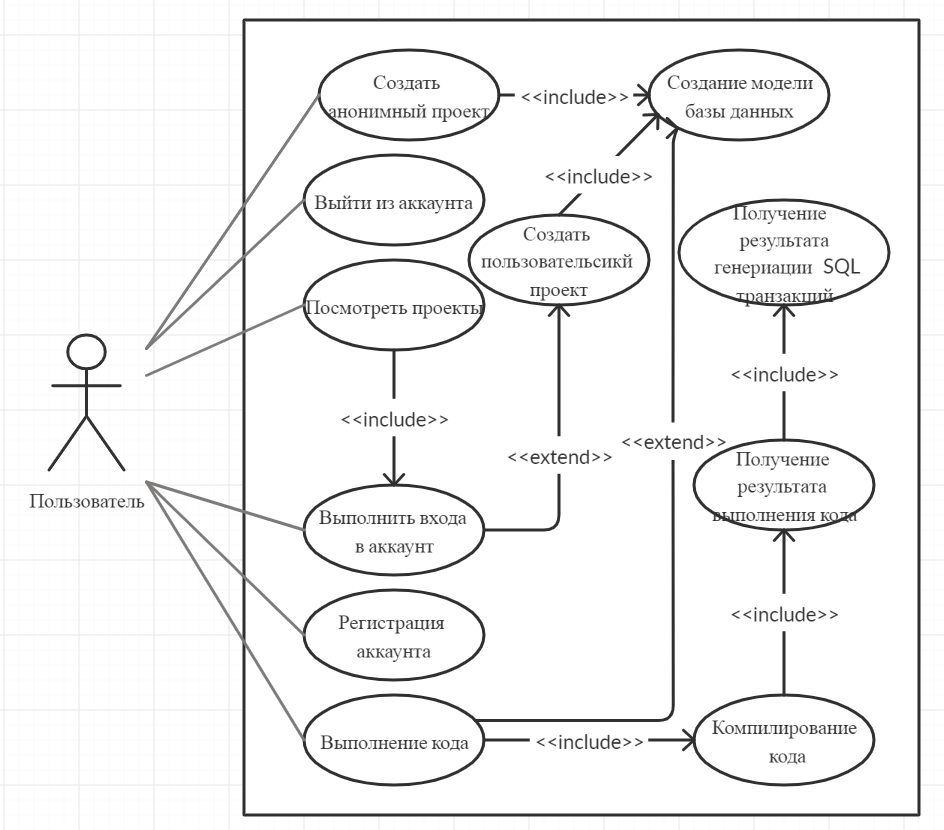 Создать
анонимный проект
<<include>>
Создание модели
базы данных
Выйти из аккаунта
<<include>>
Создать
пользовательсикй
проект
Получение
результата
генериации SQL
транзакций
Посмотреть проекты
<<include>>
<<include>>
<<extend>>
<<extend>>
Пользователь
Выполнить входа
в аккаунт
Получение
результата
выполнения кода
Регистрация
аккаунта
<<include>>
Выполнение кода
<<include>>
Компилирование
кода